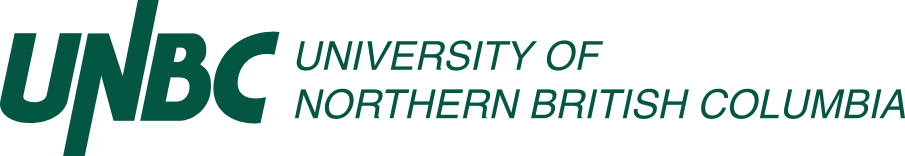 UNBC
UNIVERSITY OF
NORTHERN BRITISH COLUMBIA